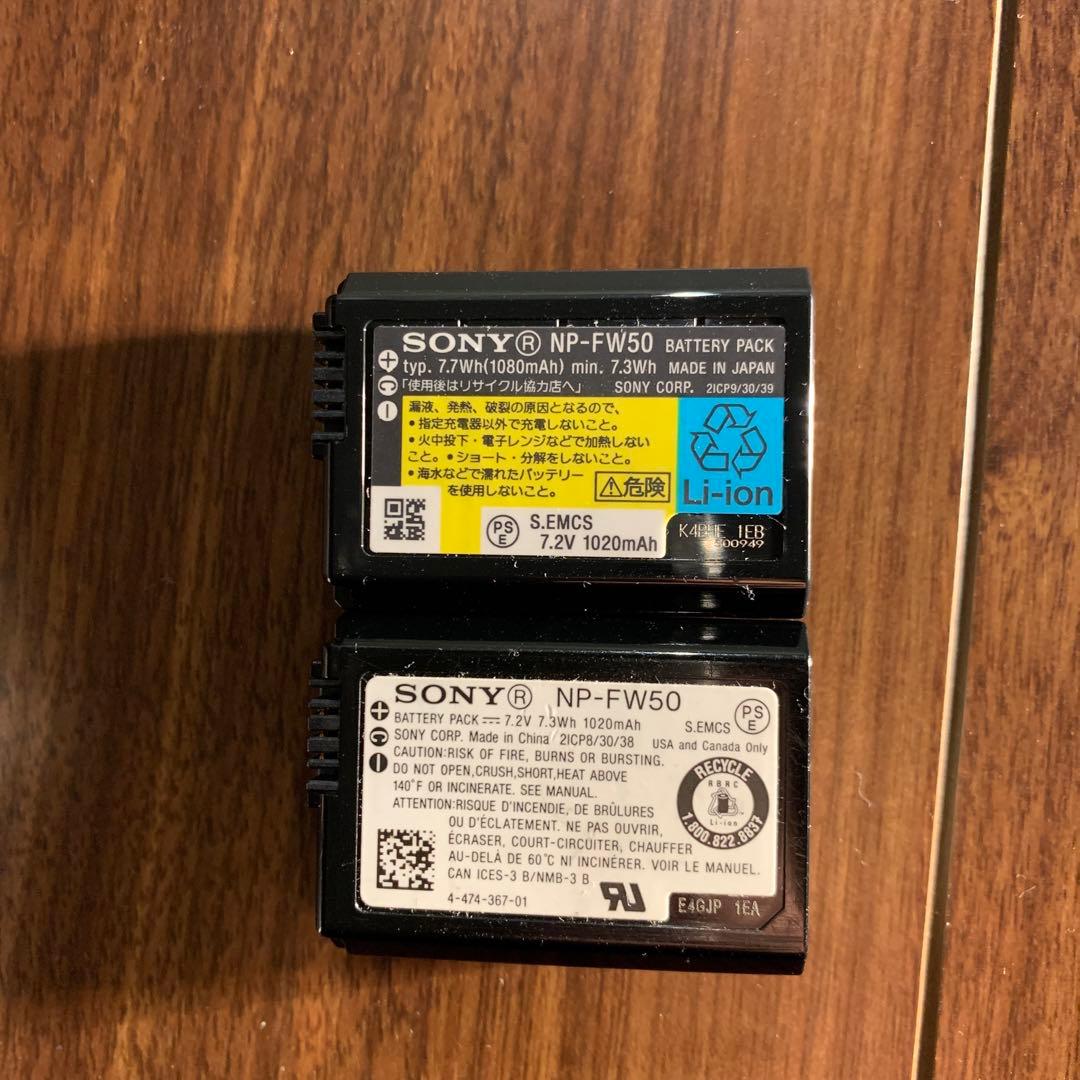 SONY® NP-FW50 BATTERY PACK
typ. 7.7Wh(1080mAh) min. 7.3Wh MADE IN JAPAN
「使用後はリサイクル協力店へ」 SONY CORP. 2ICP9/30/39
漏液、発熱、破裂の原因となるので、
•指定充電器以外で充電しないこと。
•火中投下・電子レンジなどで加熱しない
こと。•ショート・分解をしないこと。
•海水などで濡れたバッテリー
を使用しないこと。
⚠危険
Li-ion
PSE
S.EMCS
7.2V 1020mAh
1EB
+
C
−
SONY® NP-FW50
BATTERY PACK ⎓ 7.2V 7.3Wh 1020mAh
S.EMCS
PSE
SONY CORP. Made in China 2ICP8/30/38 USA and Canada Only
CAUTION:RISK OF FIRE, BURNS OR BURSTING.
DO NOT OPEN,CRUSH,SHORT,HEAT ABOVE
140°F OR INCINERATE. SEE MANUAL.
ATTENTION:RISQUE D'INCENDIE, DE BRÛLURES
OU D'ÉCLATEMENT. NE PAS OUVRIR,
ÉCRASER, COURT-CIRCUITER, CHAUFFER
AU-DELÀ DE 60°C NI INCINÉRER. VOIR LE MANUEL.
CAN ICES-3 B/NMB-3 B
4-474-367-01
RECYCLE
RBRC
Li-ion
1.800.822.8837
E4GJP 1EA
+
C
−